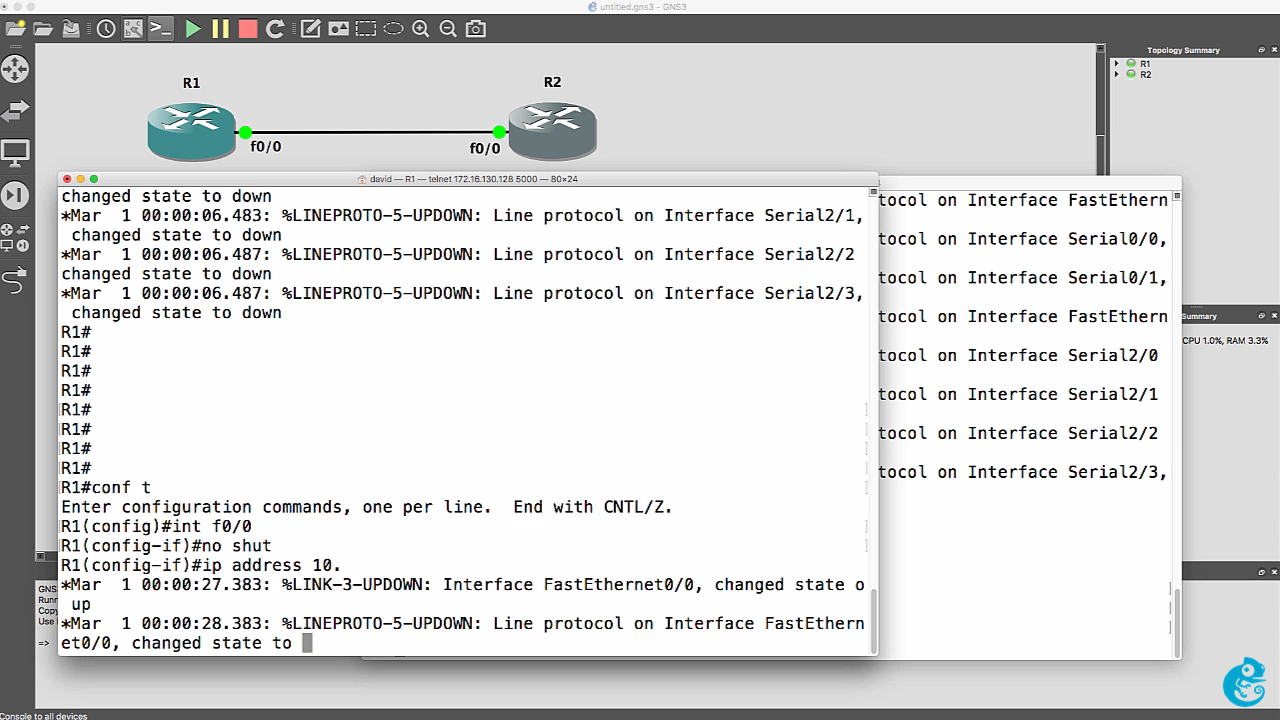 untitled.gns3 — GNS3
R1
R2
f0/0
f0/0
Topology Summary
R1
R2
david — R1 — telnet 172.16.130.128 5000 — 80×24
changed state to down
*Mar  1 00:00:06.483: %LINEPROTO-5-UPDOWN: Line protocol on Interface Serial2/1,
changed state to down
*Mar  1 00:00:06.487: %LINEPROTO-5-UPDOWN: Line protocol on Interface Serial2/2
changed state to down
*Mar  1 00:00:06.487: %LINEPROTO-5-UPDOWN: Line protocol on Interface Serial2/3,
changed state to down
R1#
R1#
R1#
R1#
R1#
R1#
R1#
R1#
R1#conf t
Enter configuration commands, one per line.  End with CNTL/Z.
R1(config)#int f0/0
R1(config-if)#no shut
R1(config-if)#ip address 10.
*Mar  1 00:00:27.383: %LINK-3-UPDOWN: Interface FastEthernet0/0, changed state o
up
*Mar  1 00:00:28.383: %LINEPROTO-5-UPDOWN: Line protocol on Interface FastEthern
et0/0, changed state to
tocol on Interface FastEthern
tocol on Interface Serial0/0,
tocol on Interface Serial0/1,
tocol on Interface FastEthern
tocol on Interface Serial2/0
tocol on Interface Serial2/1
tocol on Interface Serial2/2
tocol on Interface Serial2/3,
Summary
CPU 1.0%, RAM 3.3%
GNS
Run
Copy
Use
=>
Console to all devices